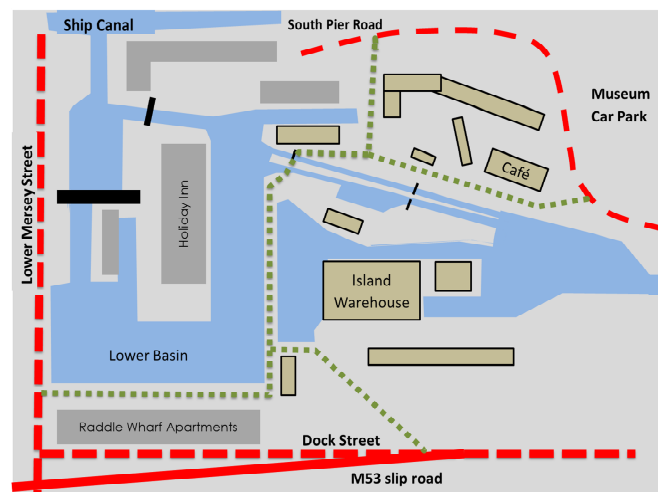 Ship Canal
South Pier Road
Museum
Car Park
Café
Lower Mersey Street
Holiday Inn
Island
Warehouse
Lower Basin
Raddle Wharf Apartments
Dock Street
M53 slip road